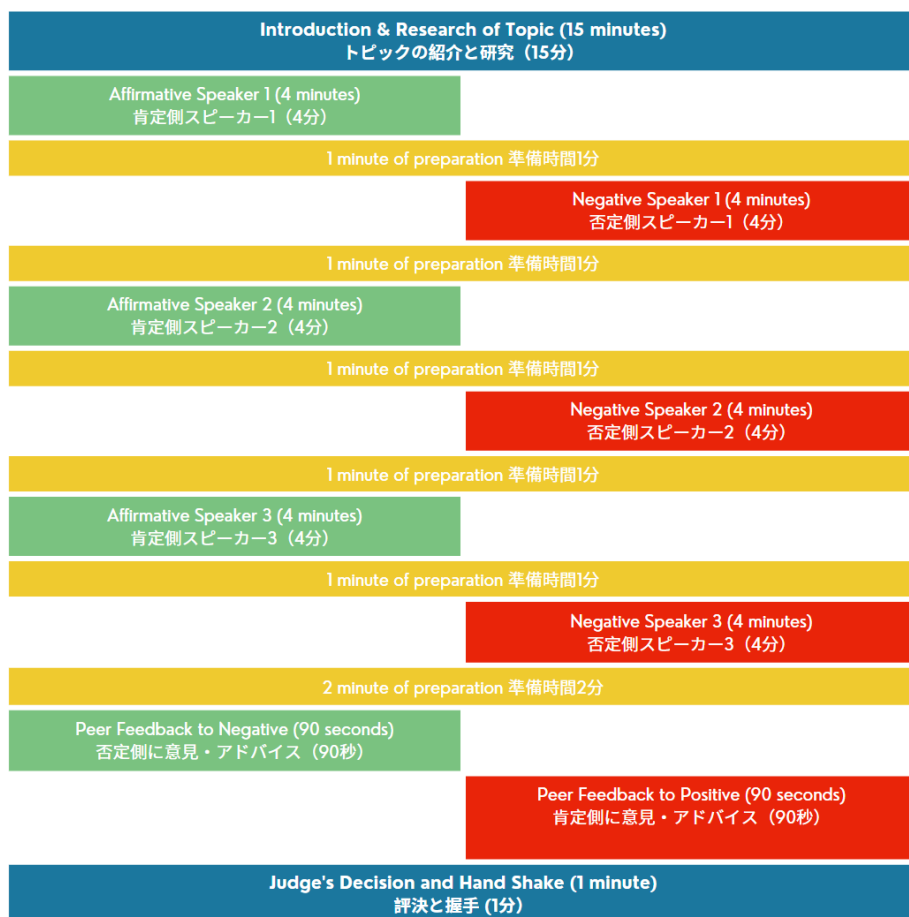 Introduction & Research of Topic (15 minutes)
トピックの紹介と研究（15分）
Affirmative Speaker 1 (4 minutes)
肯定側スピーカー1（4分）
1 minute of preparation 準備時間1分
Negative Speaker 1 (4 minutes)
否定側スピーカー1（4分）
1 minute of preparation 準備時間1分
Affirmative Speaker 2 (4 minutes)
肯定側スピーカー2（4分）
1 minute of preparation 準備時間1分
Negative Speaker 2 (4 minutes)
否定側スピーカー2（4分）
1 minute of preparation 準備時間1分
Affirmative Speaker 3 (4 minutes)
肯定側スピーカー3（4分）
1 minute of preparation 準備時間1分
Negative Speaker 3 (4 minutes)
否定側スピーカー3（4分）
2 minute of preparation 準備時間2分
Peer Feedback to Negative (90 seconds)
否定側に意見・アドバイス（90秒）
Peer Feedback to Positive (90 seconds)
肯定側に意見・アドバイス（90秒）
Judge's Decision and Hand Shake (1 minute)
評決と握手 (1分）